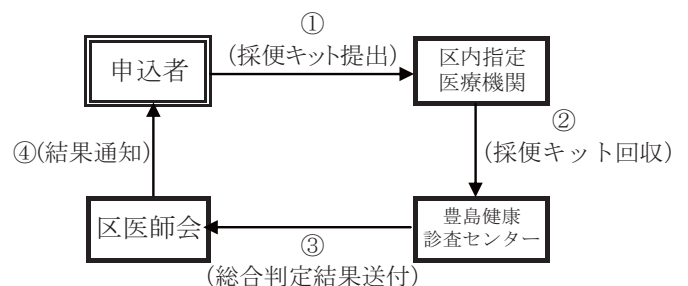 ①
(採便キット提出)
申込者
区内指定
医療機関
②
(採便キット回収)
④(結果通知)
区医師会
豊島健康
診査センター
③
(総合判定結果送付)